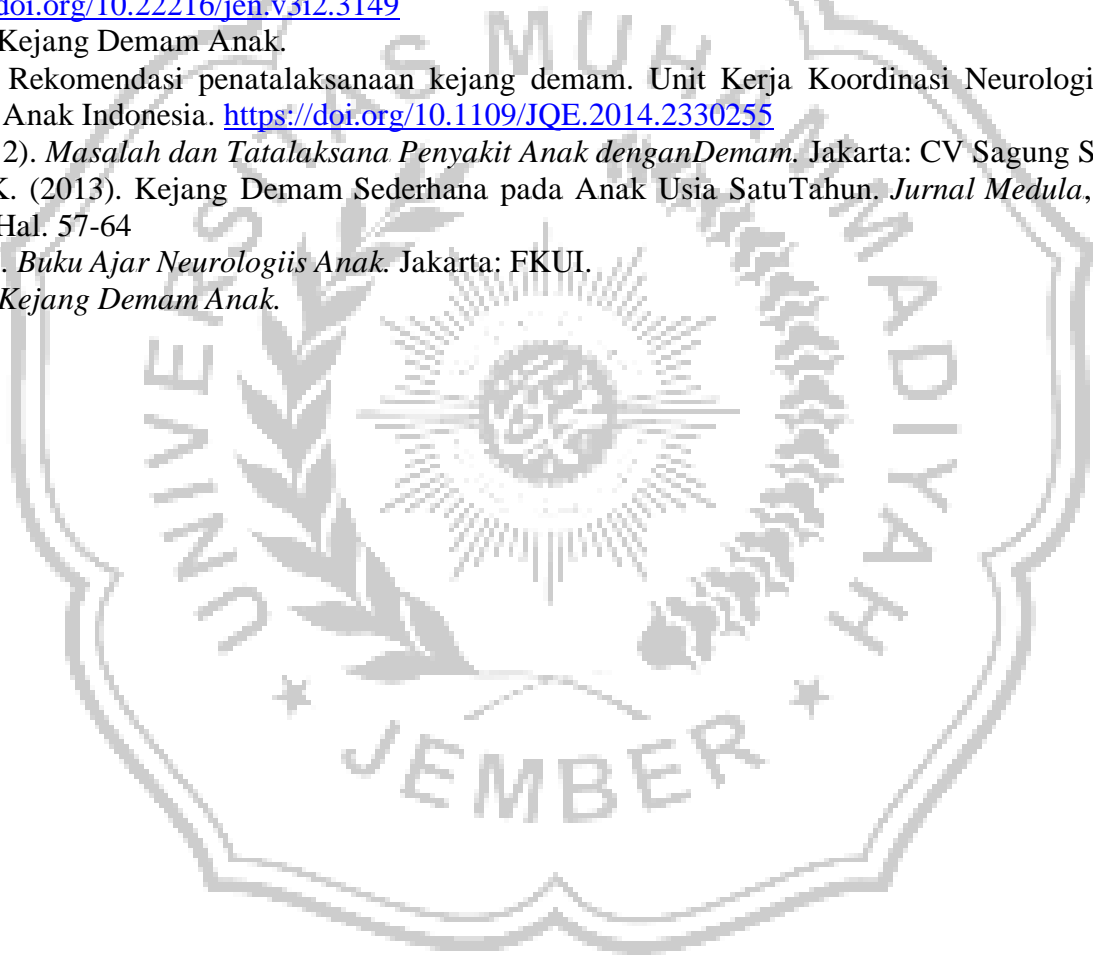 doi.org/10.22216/jen.v3i2.3149
Kejang Demam Anak.
Rekomendasi penatalaksanaan kejang demam. Unit Kerja Koordinasi Neurologi
Anak Indonesia. https://doi.org/10.1109/JQE.2014.2330255
2). Masalah dan Tatalaksana Penyakit Anak denganDemam. Jakarta: CV Sagung S
K. (2013). Kejang Demam Sederhana pada Anak Usia SatuTahun. Jurnal Medula,
Hal. 57-64
. Buku Ajar Neurologiis Anak. Jakarta: FKUI.
Kejang Demam Anak.
UNIVERSITAS MUHAMMADIYAH
JEMBER